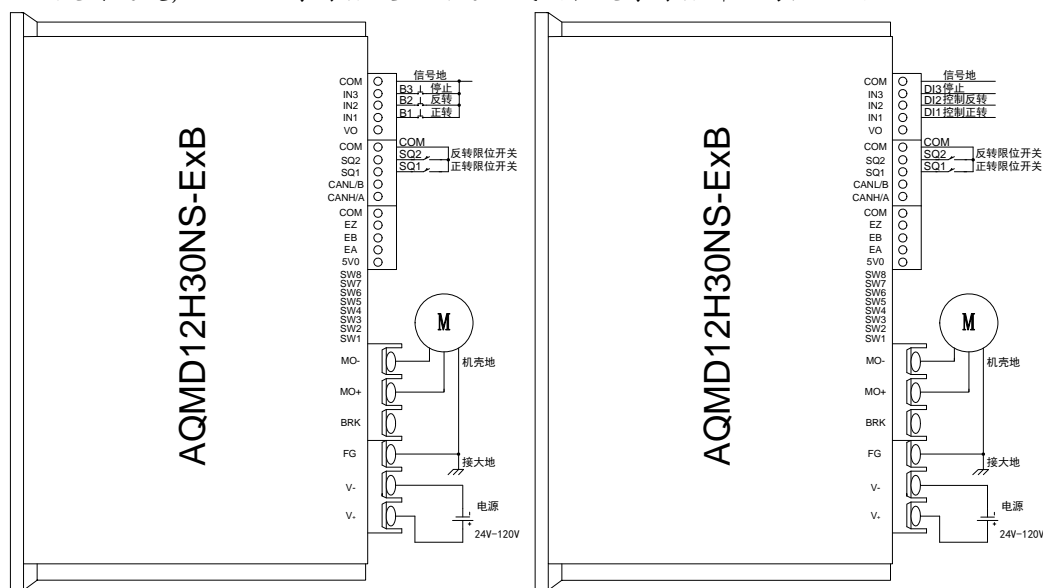 AQMD12H30NS-ExB
COM 信号地
IN3 B3 停止
IN2 B2 反转
IN1 B1 正转
VO
COM COM
SQ2 SQ2 反转限位开关
SQ1 SQ1 正转限位开关
CANL/B
CANH/A
COM
EZ
EB
EA
5V0
SW8
SW7
SW6
SW5
SW4
SW3
SW2
SW1
M
MO- 机壳地
MO+
BRK
FG 接大地
V-
电源
V+
24V-120V
AQMD12H30NS-ExB
COM 信号地
IN3 DI3停止
IN2 DI2控制反转
IN1 DI1控制正转
VO
COM COM
SQ2 SQ2 反转限位开关
SQ1 SQ1 正转限位开关
CANL/B
CANH/A
COM
EZ
EB
EA
5V0
SW8
SW7
SW6
SW5
SW4
SW3
SW2
SW1
M
MO- 机壳地
MO+
BRK
FG 接大地
V-
电源
V+
24V-120V